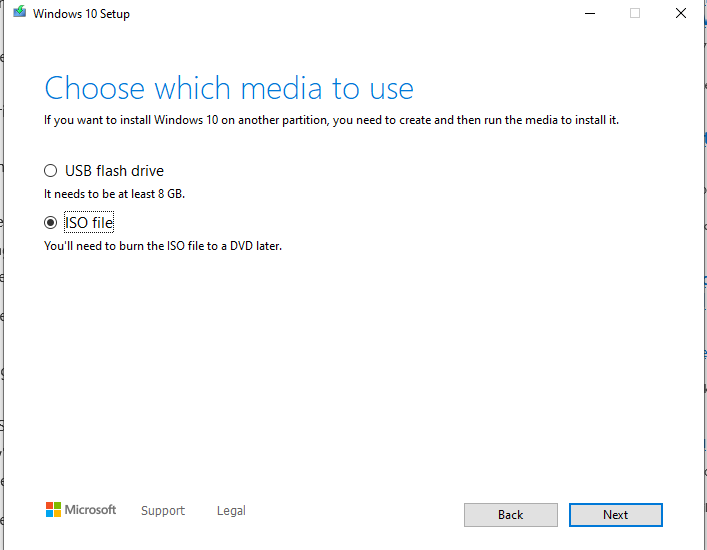 Windows 10 Setup
Choose which media to use
If you want to install Windows 10 on another partition, you need to create and then run the media to install it.
USB flash drive
It needs to be at least 8 GB.
ISO file
You'll need to burn the ISO file to a DVD later.
Microsoft Support Legal Back Next